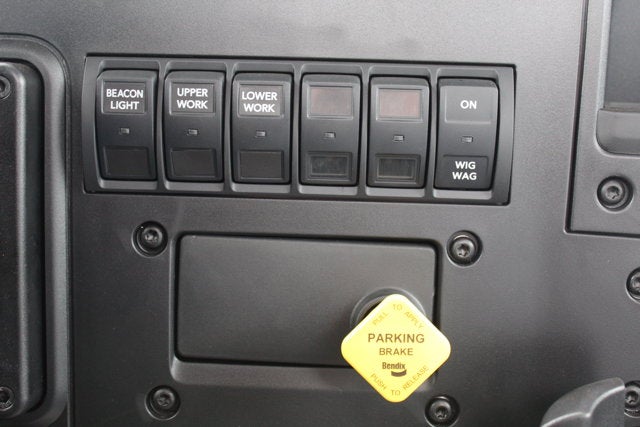 BEACON
LIGHT
UPPER
WORK
LOWER
WORK
ON
WIG
WAG
PULL TO APPLY
PARKING
BRAKE
Bendix
PUSH TO RELEASE